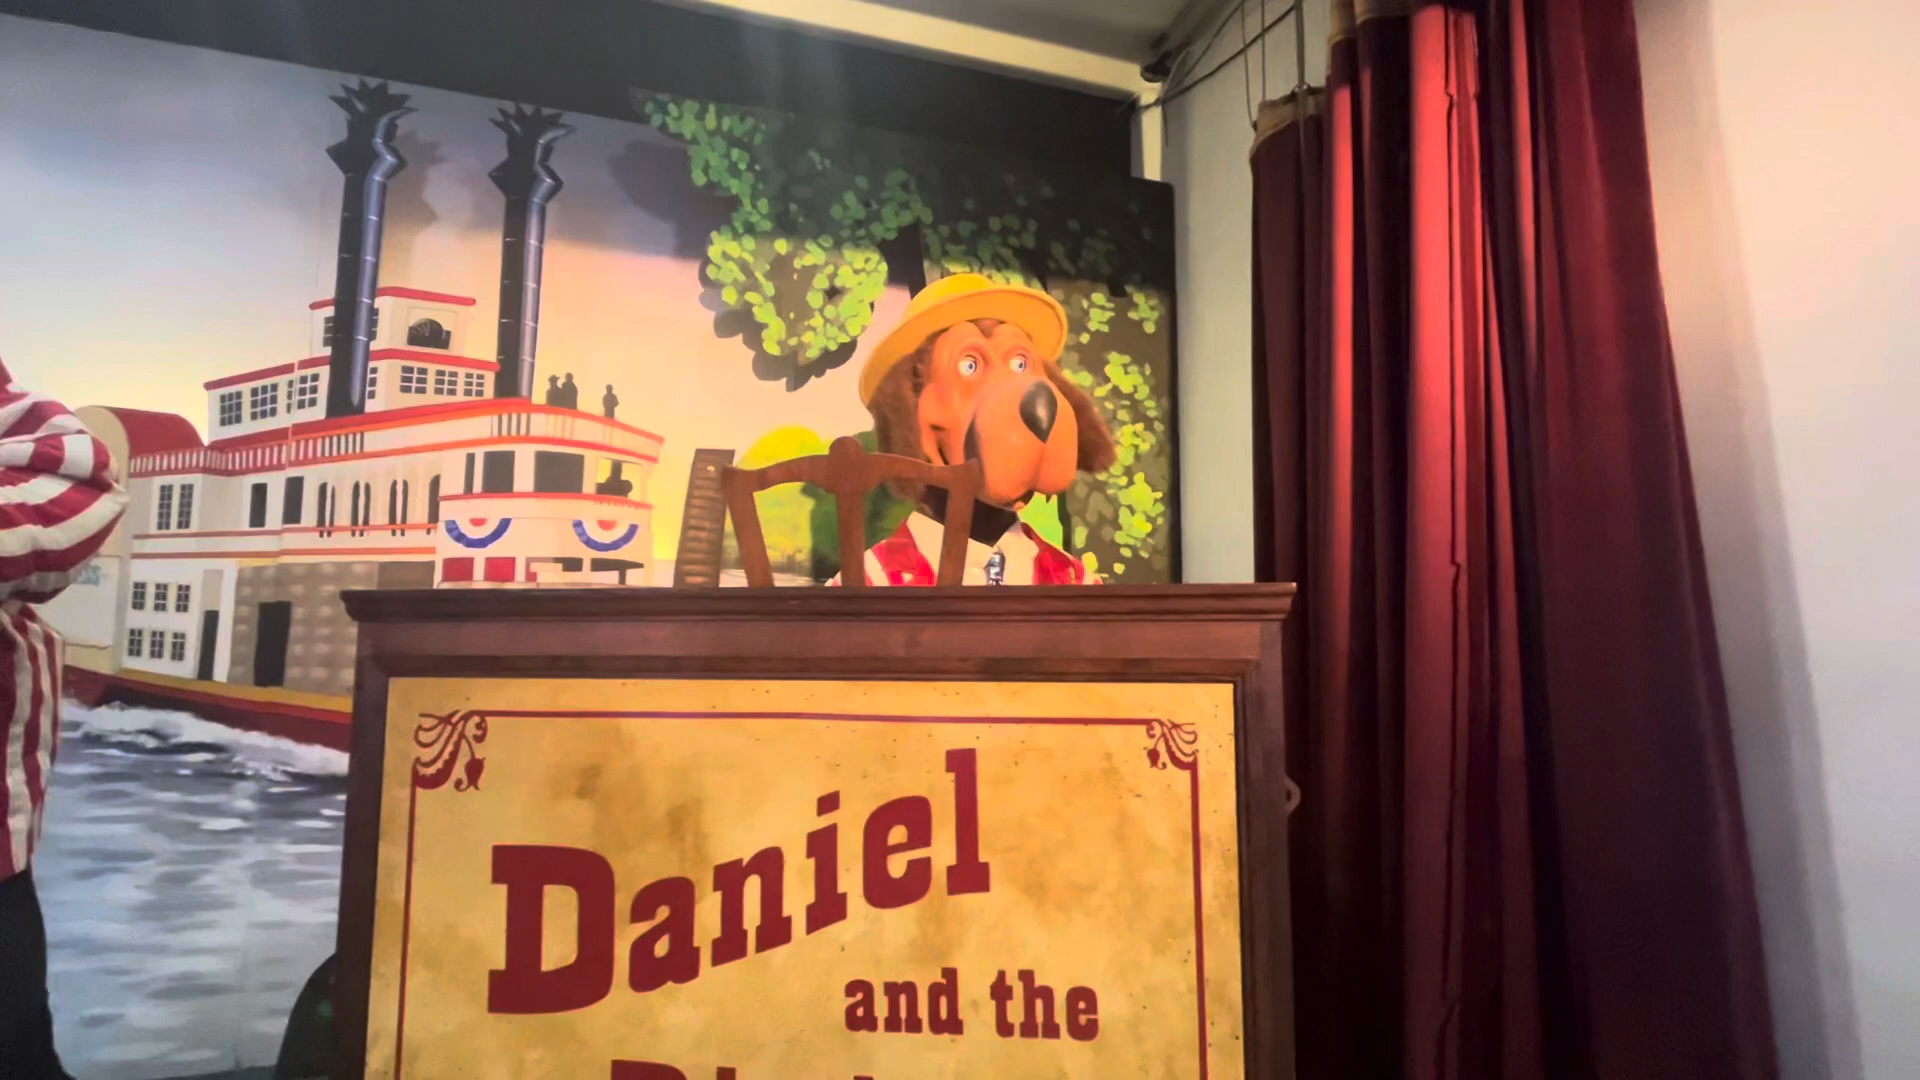 Daniel
and the